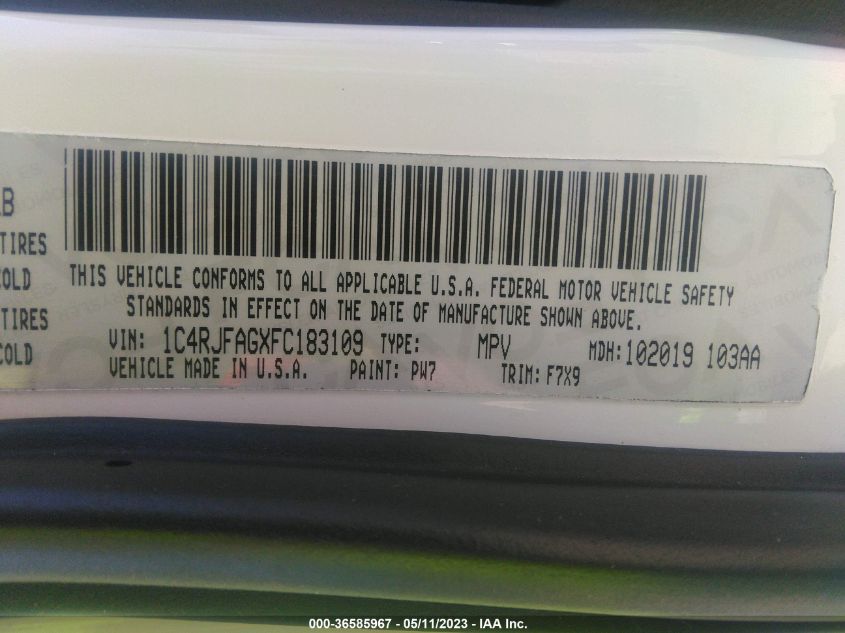 LB
TIRES
COLD
TIRES
COLD
THIS VEHICLE CONFORMS TO ALL APPLICABLE U.S.A. FEDERAL MOTOR VEHICLE SAFETY
STANDARDS IN EFFECT ON THE DATE OF MANUFACTURE SHOWN ABOVE.
VIN: 1C4RJFAGXFC183109 TYPE: MPV MDH:102019 103AA
VEHICLE MADE IN U.S.A. PAINT: PW7 TRIM:F7X9
000-36585967 - 05/11/2023 - IAA Inc.